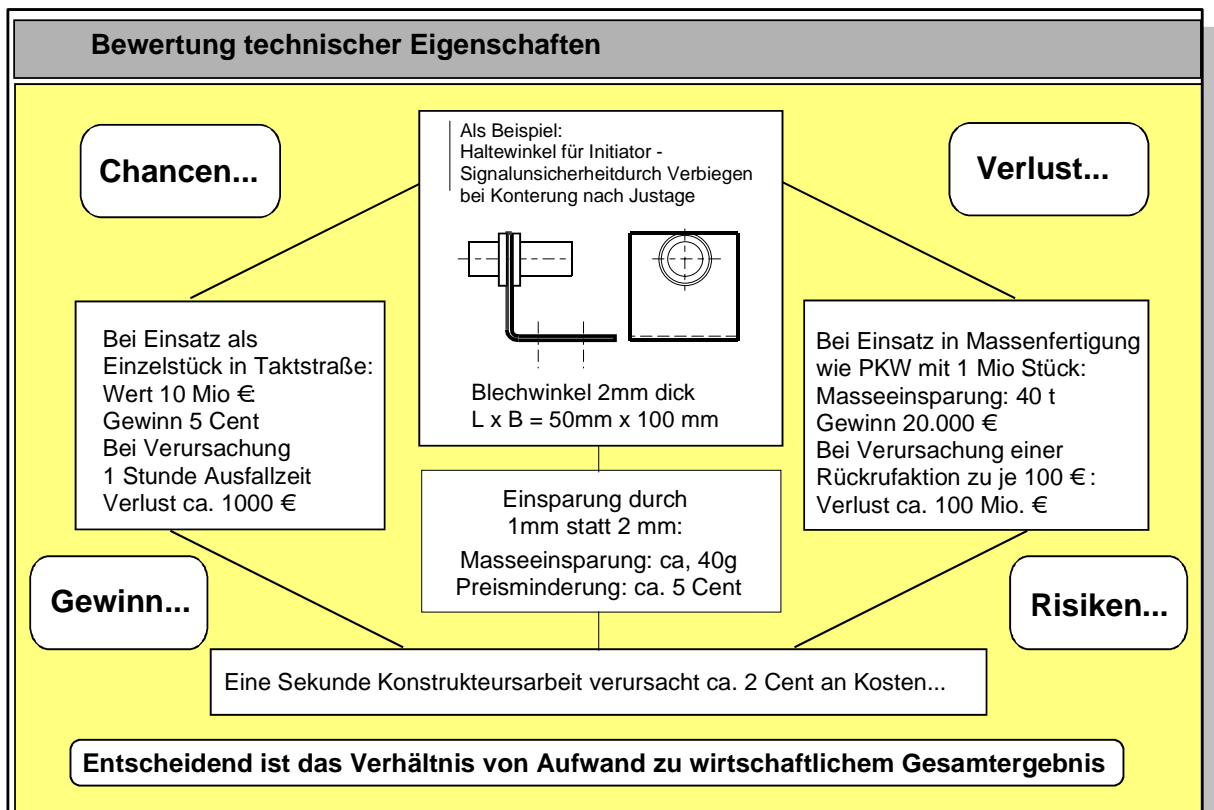 Bewertung technischer Eigenschaften
Chancen...
Als Beispiel:
Haltewinkel für Initiator -
Signalunsicherheitdurch Verbiegen
bei Konterung nach Justage
Blechwinkel 2mm dick
L x B = 50mm x 100 mm
Verlust...
Bei Einsatz als
Einzelstück in Taktstraße:
Wert 10 Mio €
Gewinn 5 Cent
Bei Verursachung
1 Stunde Ausfallzeit
Verlust ca. 1000 €
Einsparung durch
1mm statt 2 mm:
Masseeinsparung: ca, 40g
Preisminderung: ca. 5 Cent
Bei Einsatz in Massenfertigung
wie PKW mit 1 Mio Stück:
Masseeinsparung: 40 t
Gewinn 20.000 €
Bei Verursachung einer
Rückrufaktion zu je 100 €:
Verlust ca. 100 Mio. €
Gewinn...
Risiken...
Eine Sekunde Konstrukteursarbeit verursacht ca. 2 Cent an Kosten...
Entscheidend ist das Verhältnis von Aufwand zu wirtschaftlichem Gesamtergebnis